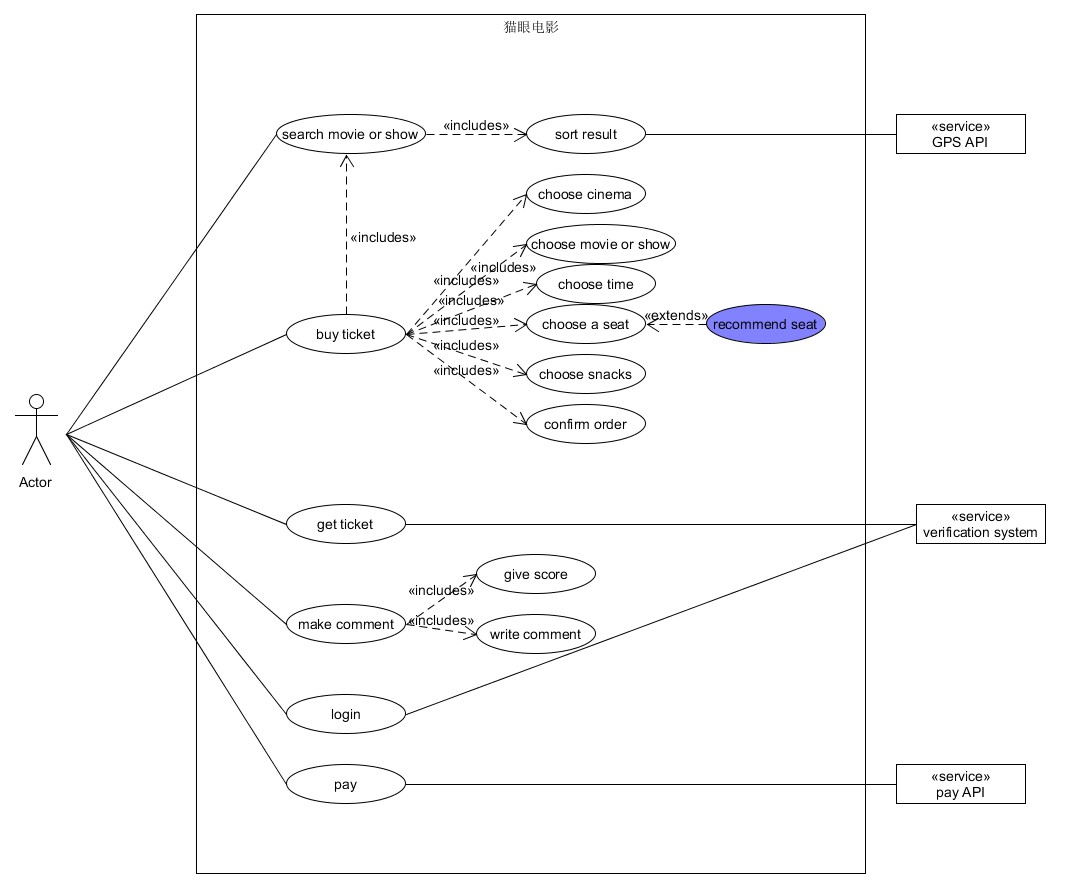 猫眼电影
search movie or show
«includes»
sort result
«service»
GPS API
choose cinema
«includes»
choose movie or show
«includes»
«includes»
choose time
«includes»
buy ticket
«includes»
choose a seat
«extends»
recommend seat
«includes»
choose snacks
«includes»
confirm order
Actor
get ticket
«service»
verification system
make comment
«includes»
give score
«includes»
write comment
login
pay
«service»
pay API